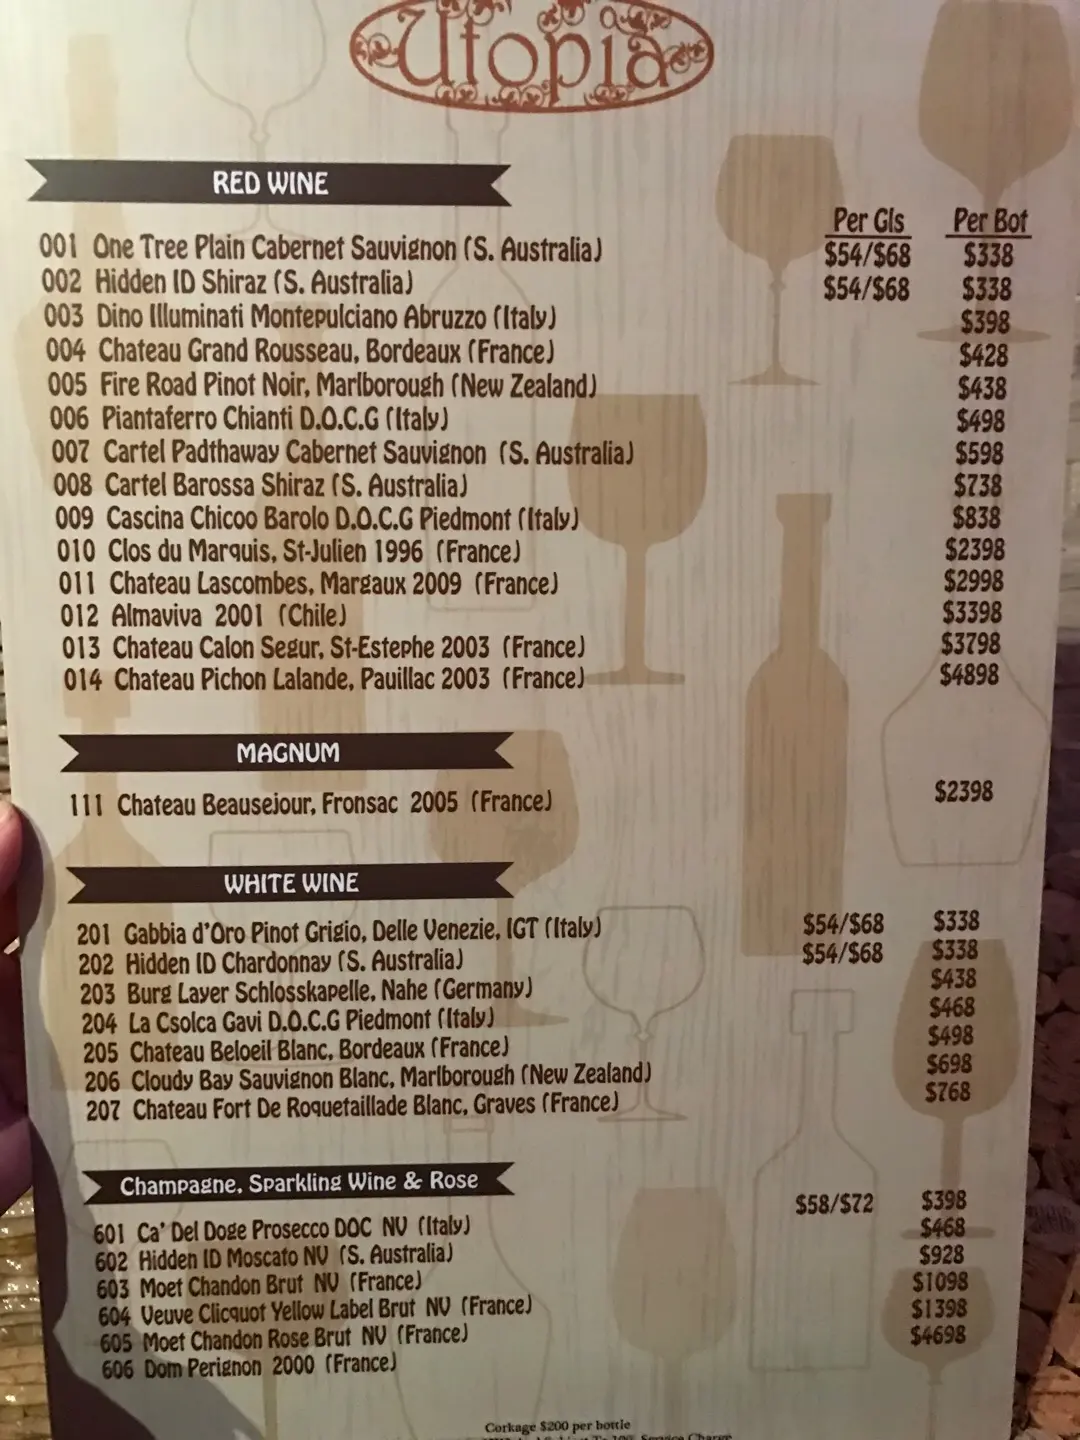 Utopia
RED WINE
Per Gls Per Bot
001 One Tree Plain Cabernet Sauvignon (S. Australia) $54/$68 $338
002 Hidden ID Shiraz (S. Australia) $54/$68 $338
003 Dino Illuminati Montepulciano Abruzzo (Italy) $398
004 Chateau Grand Rousseau, Bordeaux (France) $428
005 Fire Road Pinot Noir, Marlborough (New Zealand) $438
006 Piantaferro Chianti D.O.C.G (Italy) $498
007 Cartel Padthaway Cabernet Sauvignon (S. Australia) $598
008 Cartel Barossa Shiraz (S. Australia) $738
009 Cascina Chicoo Barolo D.O.C.G Piedmont (Italy) $838
010 Clos du Marquis, St-Julien 1996 (France) $2398
011 Chateau Lascombes, Margaux 2009 (France) $2998
012 Almaviva 2001 (Chile) $3398
013 Chateau Calon Segur, St-Estephe 2003 (France) $3798
014 Chateau Pichon Lalande, Pauillac 2003 (France) $4898
MAGNUM
111 Chateau Beausejour, Fronsac 2005 (France) $2398
WHITE WINE
201 Gabbia d'Oro Pinot Grigio, Delle Venezie, IGT (Italy) $54/$68 $338
202 Hidden ID Chardonnay (S. Australia) $54/$68 $338
203 Burg Layer Schlosskapelle, Nahe (Germany) $438
204 La Csolca Gavi D.O.C.G Piedmont (Italy) $468
205 Chateau Beloeil Blanc, Bordeaux (France) $498
206 Cloudy Bay Sauvignon Blanc, Marlborough (New Zealand) $698
207 Chateau Fort De Roquetaillade Blanc, Graves (France) $768
Champagne, Sparkling Wine & Rose
601 Ca' Del Doge Prosecco DOC NV (Italy) $58/$72 $398
602 Hidden ID Moscato NV (S. Australia) $468
603 Moet Chandon Brut NV (France) $928
604 Veuve Clicquot Yellow Label Brut NV (France) $1098
605 Moet Chandon Rose Brut NV (France) $1398
606 Dom Perignon 2000 (France) $4698
Corkage $200 per bottle
Service Charge